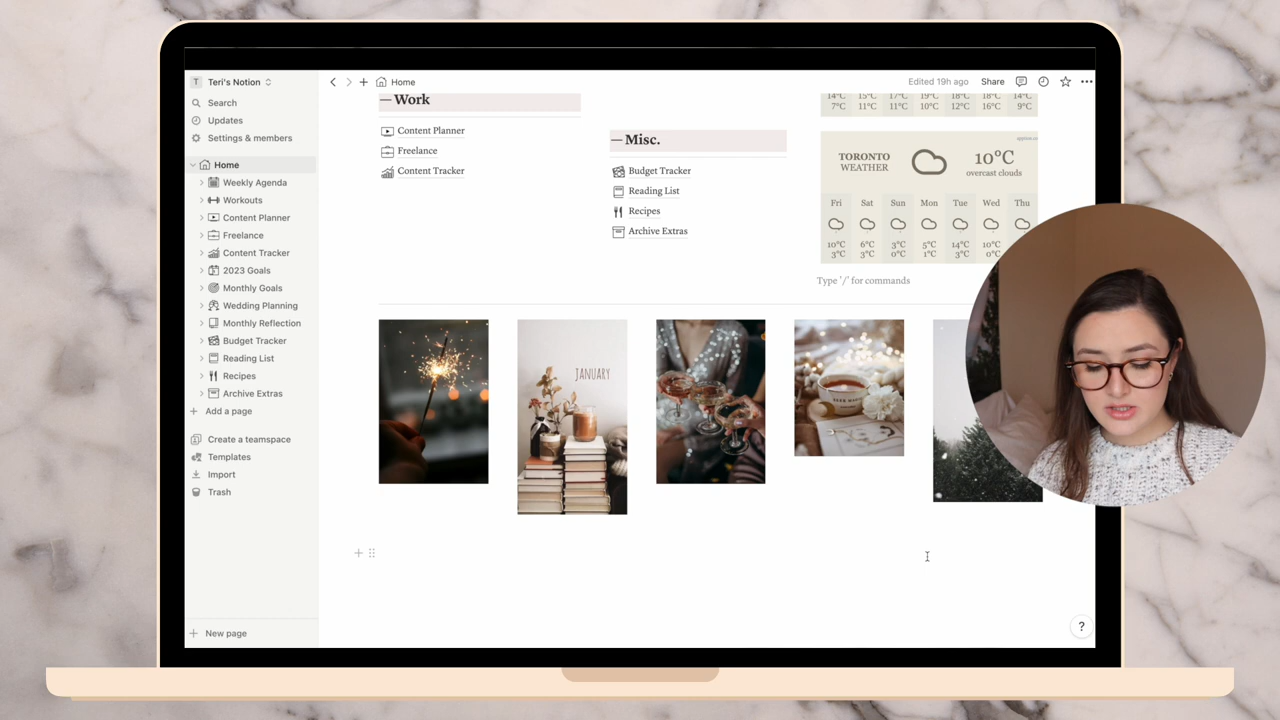 T Teri's Notion
Search
Updates
Settings & members
Home
Weekly Agenda
Workouts
Content Planner
Freelance
Content Tracker
2023 Goals
Monthly Goals
Wedding Planning
Monthly Reflection
Budget Tracker
Reading List
Recipes
Archive Extras
+ Add a page
Create a teamspace
Templates
Import
Trash
+ New page
Home
Edited 19h ago Share
— Work
Content Planner
Freelance
Content Tracker
— Misc.
Budget Tracker
Reading List
Recipes
Archive Extras
14°C 15°C 17°C 19°C 18°C 18°C 14°C
7°C 11°C 11°C 10°C 12°C 16°C 9°C
TORONTO
WEATHER
10°C
overcast clouds
Fri Sat Sun Mon Tue Wed Thu
10°C 6°C 3°C 5°C 14°C 10°C
3°C 3°C 0°C 1°C 3°C 0°C
Type '/' for commands
JANUARY
?